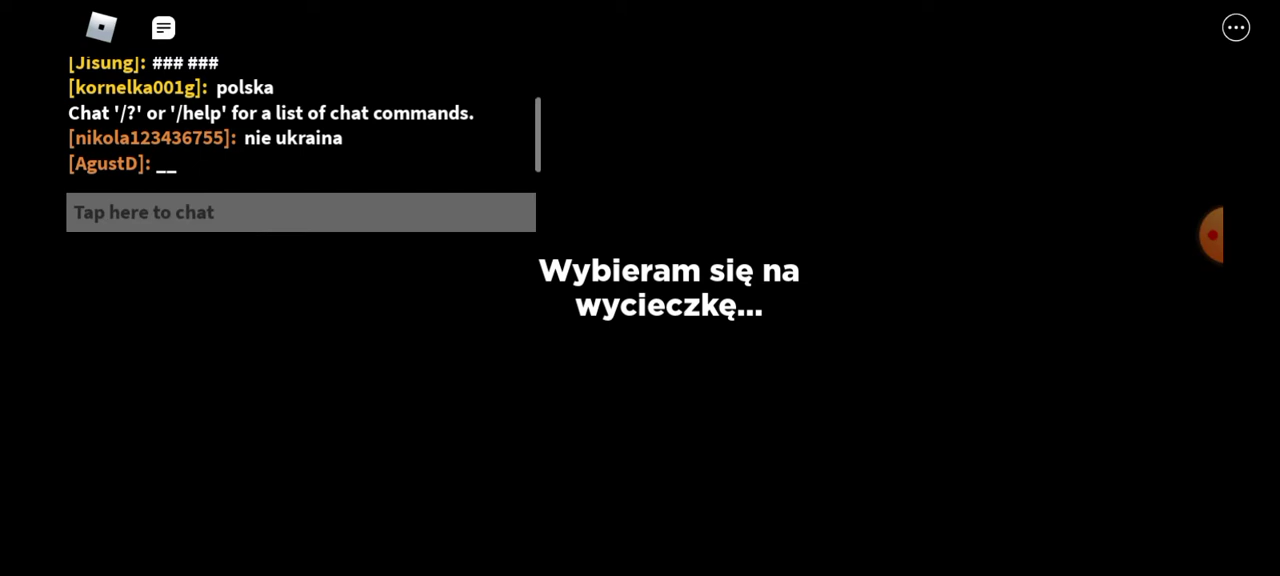 [Jisung]: ### ###
[kornelka001g]: polska
Chat '/?' or '/help' for a list of chat commands.
[nikola123436755]: nie ukraina
[AgustD]: __
Tap here to chat
Wybieram się na
wycieczkę...